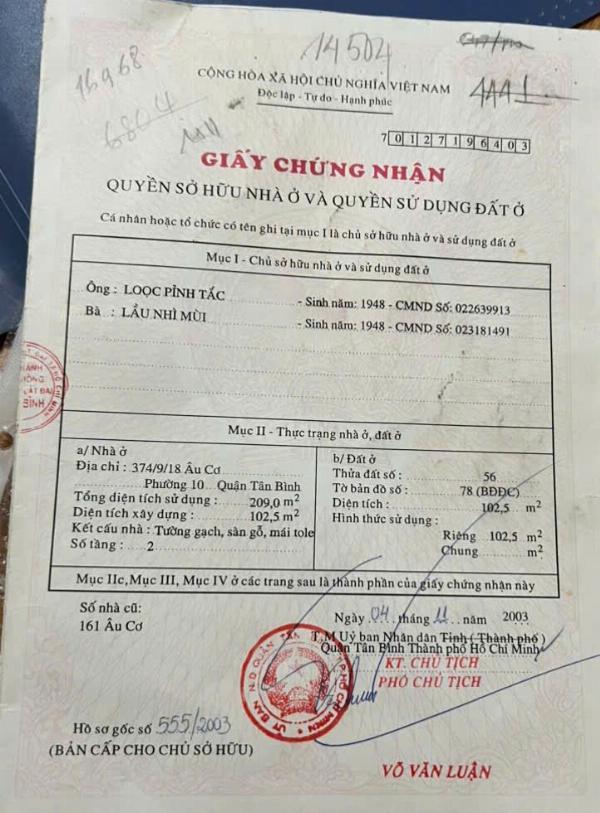 14504
16968
CỘNG HÒA XÃ HỘI CHỦ NGHĨA VIỆT NAM
Độc lập - Tự do - Hạnh phúc
4441
6804
1411
70127196403
GIẤY CHỨNG NHẬN
QUYỀN SỞ HỮU NHÀ Ở VÀ QUYỀN SỬ DỤNG ĐẤT Ở
Cá nhân hoặc tổ chức có tên ghi tại mục I là chủ sở hữu nhà ở và sử dụng đất ở
Mục I - Chủ sở hữu nhà ở và sử dụng đất ở
Ông : LOỌC PỈNH TẮC - Sinh năm: 1948 - CMND Số: 022639913
Bà : LẦU NHÌ MÙI - Sinh năm: 1948 - CMND Số: 023181491
Mục II - Thực trạng nhà ở, đất ở
a/ Nhà ở
Địa chỉ : 374/9/18 Âu Cơ
Phường 10 Quận Tân Bình
Tổng diện tích sử dụng : 209,0 m2
Diện tích xây dựng : 102,5 m2
Kết cấu nhà : Tường gạch, sàn gỗ, mái tole
Số tầng : 2
b/ Đất ở
Thửa đất số : 56
Tờ bản đồ số : 78 (BĐĐC)
Diện tích : 102,5 m2
Hình thức sử dụng :
Riêng 102,5 m2
Chung m2
Mục IIc, Mục III, Mục IV ở các trang sau là thành phần của giấy chứng nhận này
Số nhà cũ:
161 Âu Cơ
Ngày 04 tháng 11 năm 2003
T.M Uỷ ban Nhân dân Tỉnh ( Thành phố )
Quận Tân Bình Thành phố Hồ Chí Minh
KT. CHỦ TỊCH
PHÓ CHỦ TỊCH
Hồ sơ gốc số 555/2003
(BẢN CẤP CHO CHỦ SỞ HỮU)
VÕ VĂN LUẬN